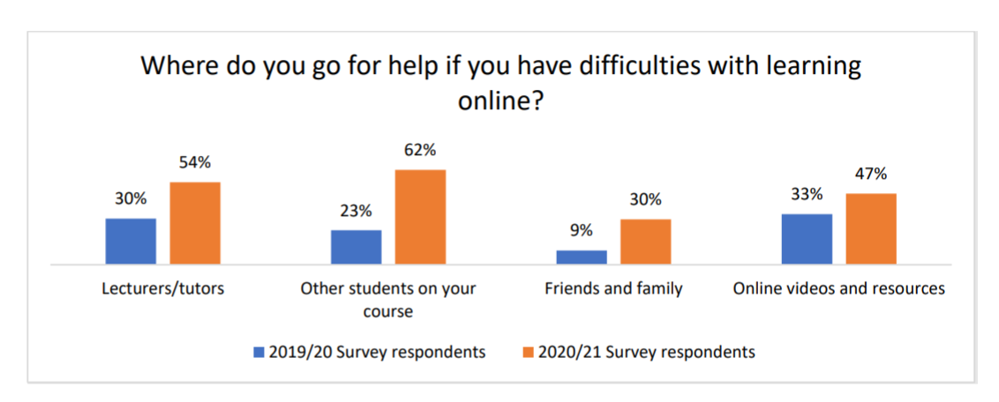 Where do you go for help if you have difficulties with learning
online?
54%
62%
30%
23%
9%
30%
33%
47%
Lecturers/tutors
Other students on your
course
Friends and family
Online videos and resources
2019/20 Survey respondents
2020/21 Survey respondents